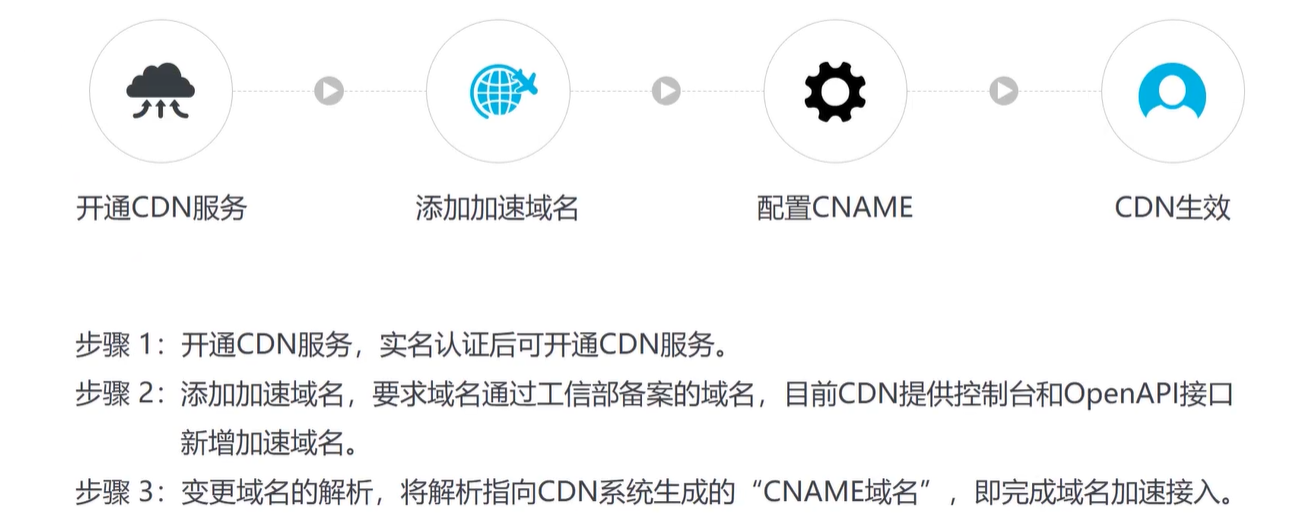 开通CDN服务
添加加速域名
配置CNAME
CDN生效
步骤 1：开通CDN服务，实名认证后可开通CDN服务。
步骤 2：添加加速域名，要求域名通过工信部备案的域名，目前CDN提供控制台和OpenAPI接口
新增加速域名。
步骤 3：变更域名的解析，将解析指向CDN系统生成的“CNAME域名”，即完成域名加速接入。